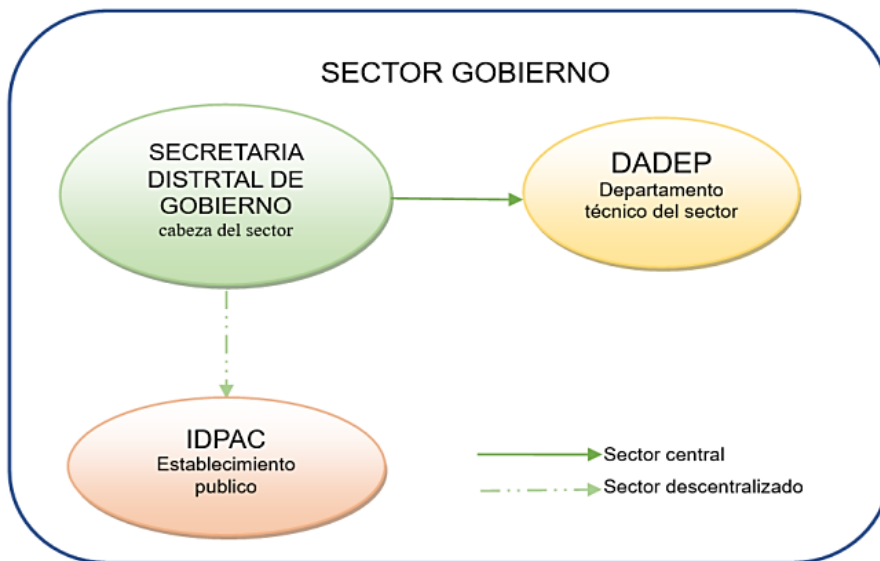 SECTOR GOBIERNO
SECRETARIA
DISTRTAL DE
GOBIERNO
cabeza del sector
DADEP
Departamento
técnico del sector
IDPAC
Establecimiento
publico
Sector central
Sector descentralizado